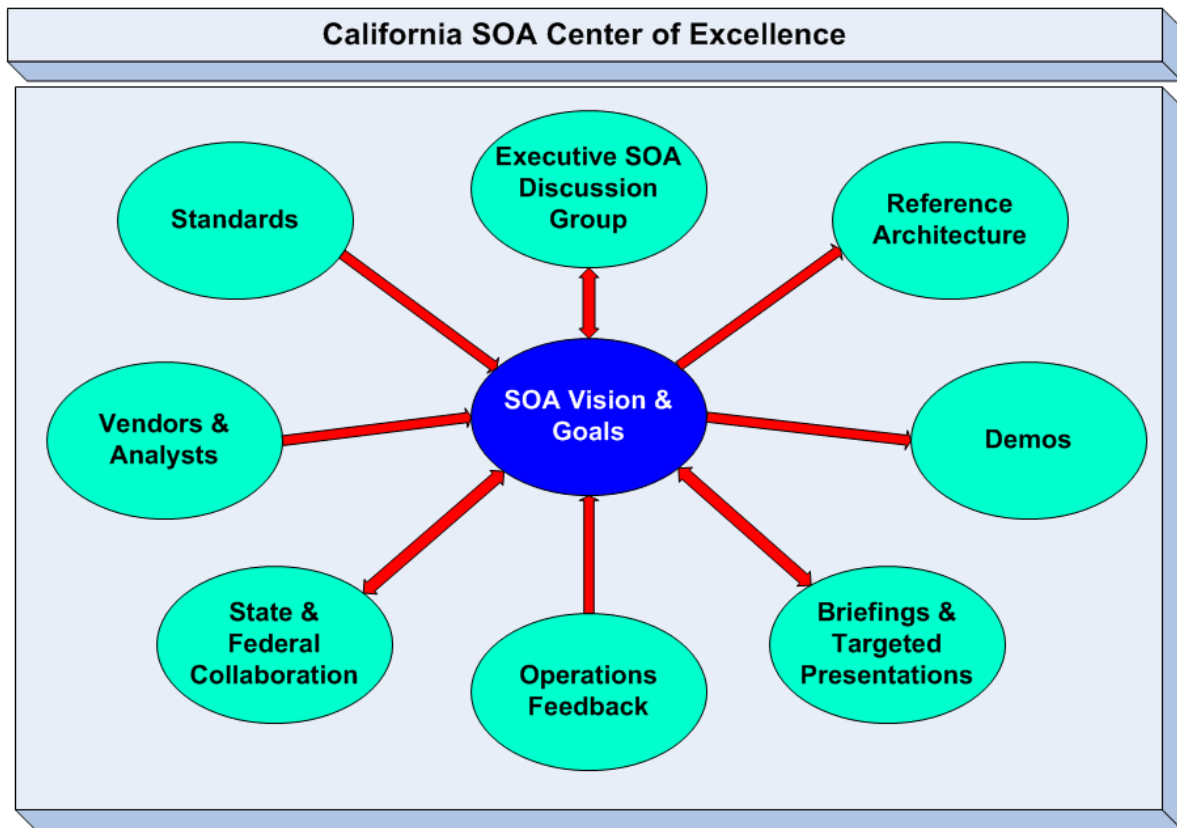 California SOA Center of Excellence
Executive SOA
Discussion
Group
Standards
Reference
Architecture
SOA Vision &
Goals
Vendors &
Analysts
Demos
State &
Federal
Collaboration
Operations
Feedback
Briefings &
Targeted
Presentations